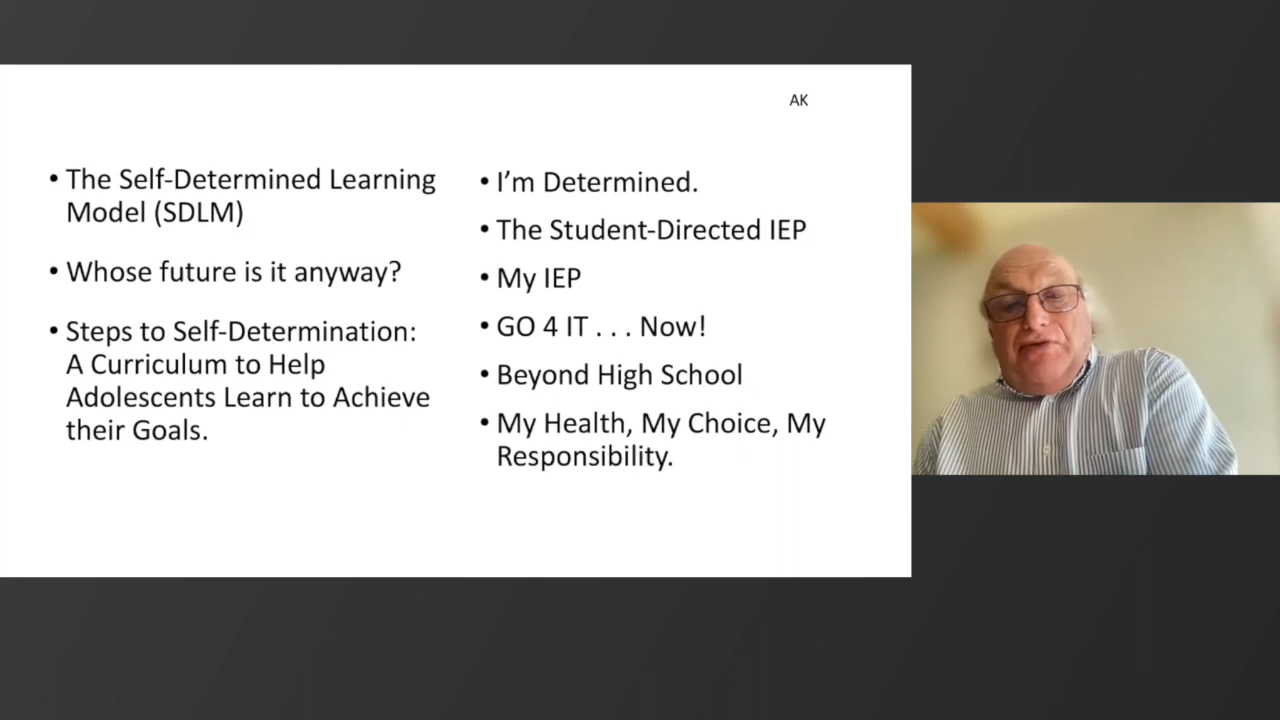 AK
• The Self-Determined Learning
Model (SDLM)
• Whose future is it anyway?
• Steps to Self-Determination:
A Curriculum to Help
Adolescents Learn to Achieve
their Goals.
• I’m Determined.
• The Student-Directed IEP
• My IEP
• GO 4 IT . . . Now!
• Beyond High School
• My Health, My Choice, My
Responsibility.